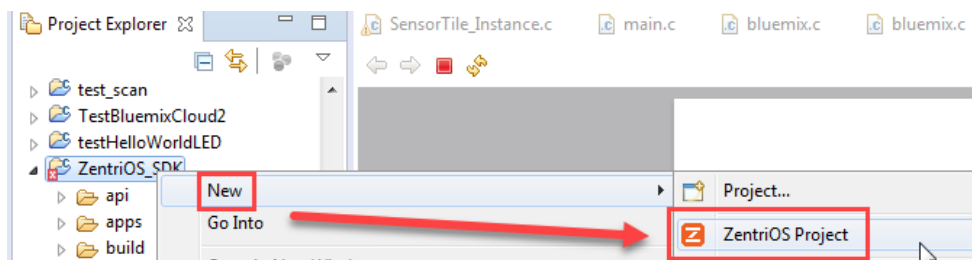 Project Explorer
SensorTile_Instance.c
main.c
bluemix.c
bluemix.c
test_scan
TestBluemixCloud2
testHelloWorldLED
ZentriOS_SDK
api
New
Project...
apps
Go Into
ZentriOS Project
build